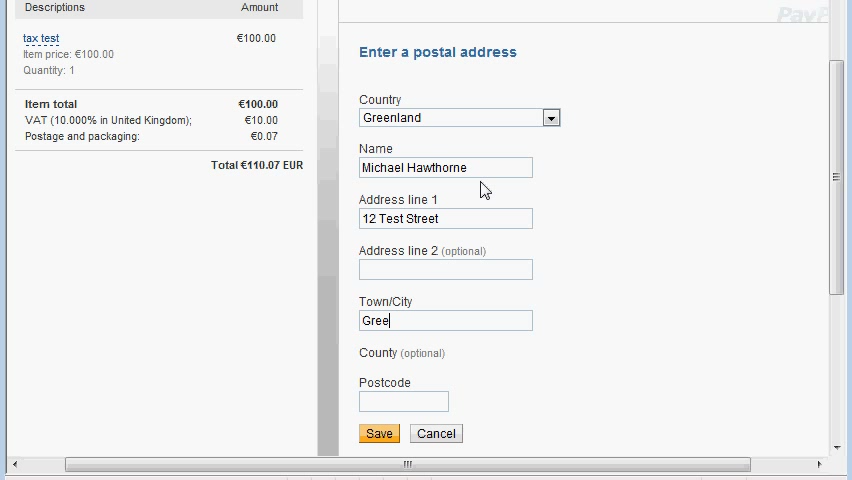 Descriptions Amount
tax test €100.00
Item price: €100.00
Quantity: 1
Item total €100.00
VAT (10.000% in United Kingdom); €10.00
Postage and packaging: €0.07
Total €110.07 EUR
PayP
Enter a postal address
Country
Greenland
Name
Michael Hawthorne
Address line 1
12 Test Street
Address line 2 (optional)
Town/City
Gree
County (optional)
Postcode
Save Cancel